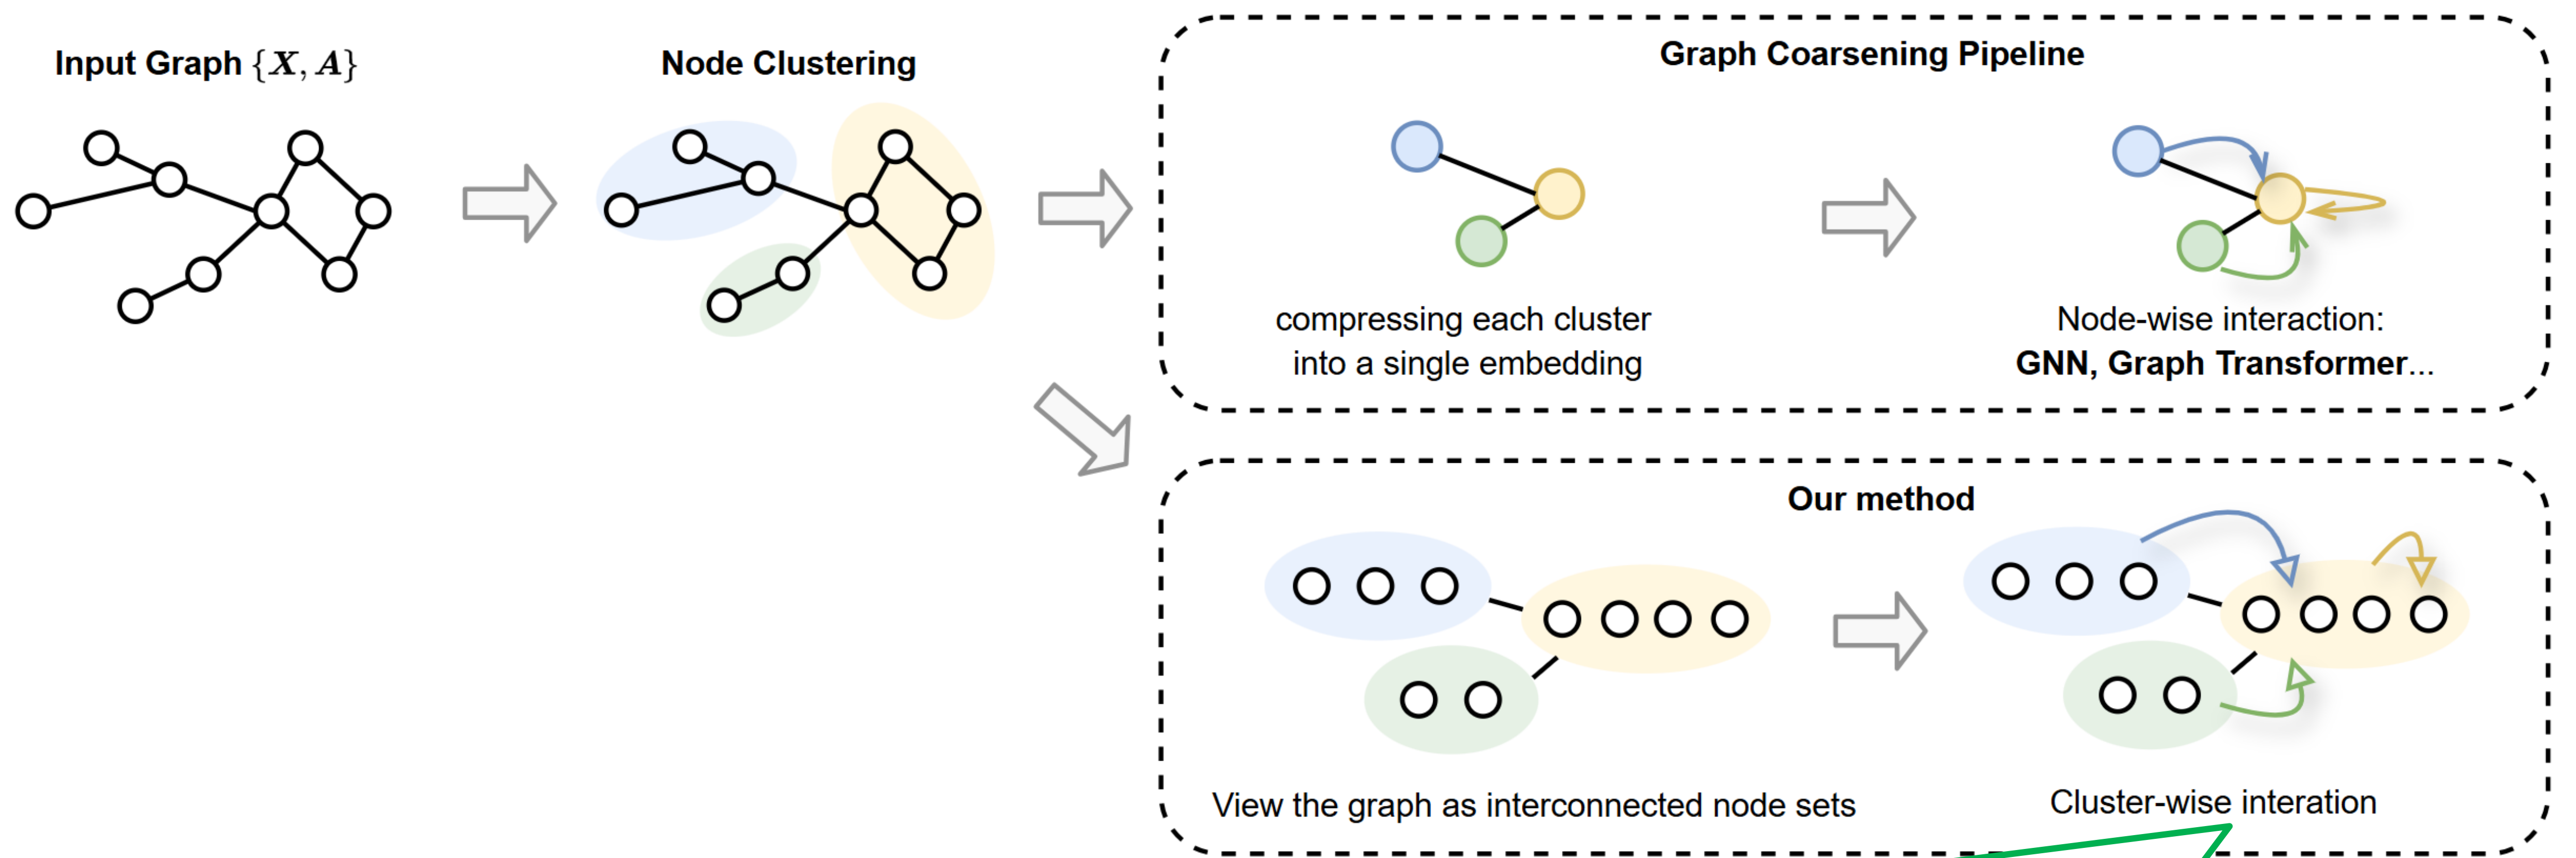 Input Graph {X, A}
Node Clustering
Graph Coarsening Pipeline
compressing each cluster
into a single embedding
Node-wise interaction:
GNN, Graph Transformer...
Our method
View the graph as interconnected node sets
Cluster-wise interation